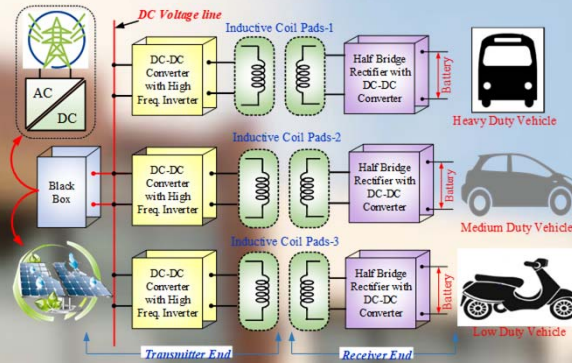 DC Voltage line
Inductive Coil Pads-1
AC
DC
DC-DC
Converter
with High
Freq. Inverter
Half Bridge
Rectifier with
DC-DC
Converter
Battery
Heavy Duty Vehicle
Inductive Coil Pads-2
Black
Box
DC-DC
Converter
with High
Freq. Inverter
Half Bridge
Rectifier with
DC-DC
Converter
Battery
Medium Duty Vehicle
Inductive Coil Pads-3
DC-DC
Converter
with High
Freq. Inverter
Half Bridge
Rectifier with
DC-DC
Converter
Battery
Low Duty Vehicle
Transmitter End
Receiver End